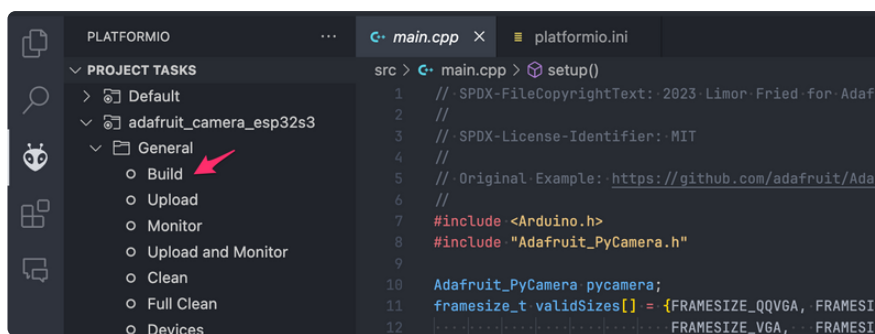 PLATFORMIO ···
PROJECT TASKS
Default
adafruit_camera_esp32s3
General
Build
Upload
Monitor
Upload and Monitor
Clean
Full Clean
Devices
main.cpp × platformio.ini
src > main.cpp > setup()
1 // SPDX-FileCopyrightText: 2023 Limor Fried for Adaf
2 //
3 // SPDX-License-Identifier: MIT
4 //
5 // Original Example: https://github.com/adafruit/Ada
6 //
7 #include <Arduino.h>
8 #include "Adafruit_PyCamera.h"
9
10 Adafruit_PyCamera pycamera;
11 framesize_t validSizes[] = {FRAMESIZE_QQVGA, FRAMESI
12 FRAMESIZE_VGA, FRAMESI